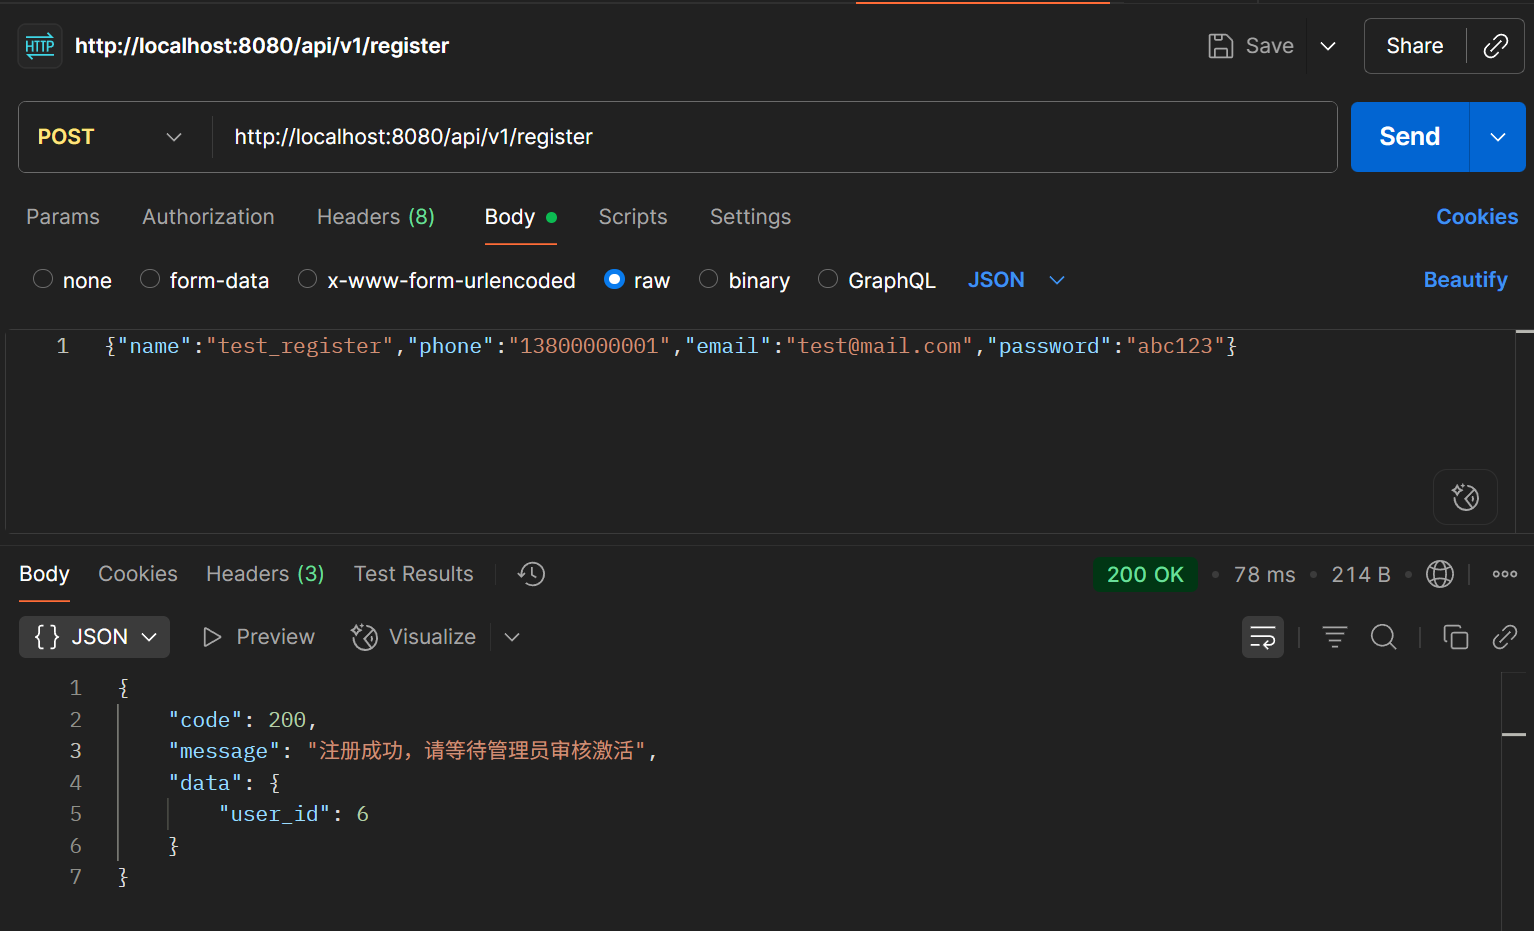 HTTP http://localhost:8080/api/v1/register Save Share
POST http://localhost:8080/api/v1/register Send
Params Authorization Headers (8) Body Scripts Settings Cookies
none form-data x-www-form-urlencoded raw binary GraphQL JSON Beautify
1 {"name":"test_register","phone":"13800000001","email":"test@mail.com","password":"abc123"}
Body Cookies Headers (3) Test Results 200 OK • 78 ms • 214 B •
{} JSON Preview Visualize
1 {
2 "code": 200,
3 "message": "注册成功，请等待管理员审核激活",
4 "data": {
5 "user_id": 6
6 }
7 }